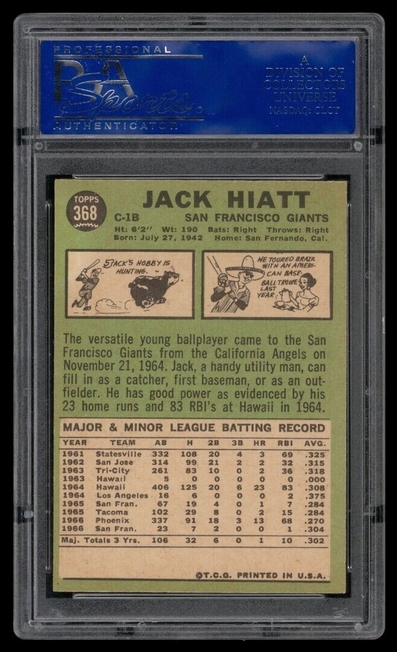 PROFESSIONAL
PSA
Sports
AUTHENTICATOR
A
DIVISION OF
COLLECTORS
UNIVERSE
NASDAQ: CLCT
TOPPS
368
JACK HIATT
C-1B SAN FRANCISCO GIANTS
Ht: 6'2" Wt: 190 Bats: Right Throws: Right
Born: July 27, 1942 Home: San Fernando, Cal.
JACK'S HOBBY IS
HUNTING.
HE TOURED BRAZIL
WITH AN AMERI-
CAN BASE-
BALL TEAM
LAST
YEAR.
The versatile young ballplayer came to the San
Francisco Giants from the California Angels on
November 21, 1964. Jack, a handy utility man, can
fill in as a catcher, first baseman, or as an out-
fielder. He has good power as evidenced by his
23 home runs and 83 RBI's at Hawaii in 1964.
MAJOR & MINOR LEAGUE BATTING RECORD
YEAR TEAM AB H 2B 3B HR RBI AVG.
1961 Statesville 332 108 20 4 3 69 .325
1962 San Jose 314 99 21 2 2 32 .315
1963 Tri-City 261 83 10 2 0 36 .318
1963 Hawaii 5 0 0 0 0 0 .000
1964 Hawaii 406 125 20 6 23 83 .308
1964 Los Angeles 16 6 0 0 0 2 .375
1965 San Fran. 67 19 4 0 1 7 .284
1965 Tacoma 102 29 8 0 2 15 .284
1966 Phoenix 337 91 18 3 13 68 .270
1966 San Fran. 23 7 2 0 0 1 .304
Maj. Totals 3 Yrs. 106 32 6 0 1 10 .302
©T.C.G. PRINTED IN U.S.A.